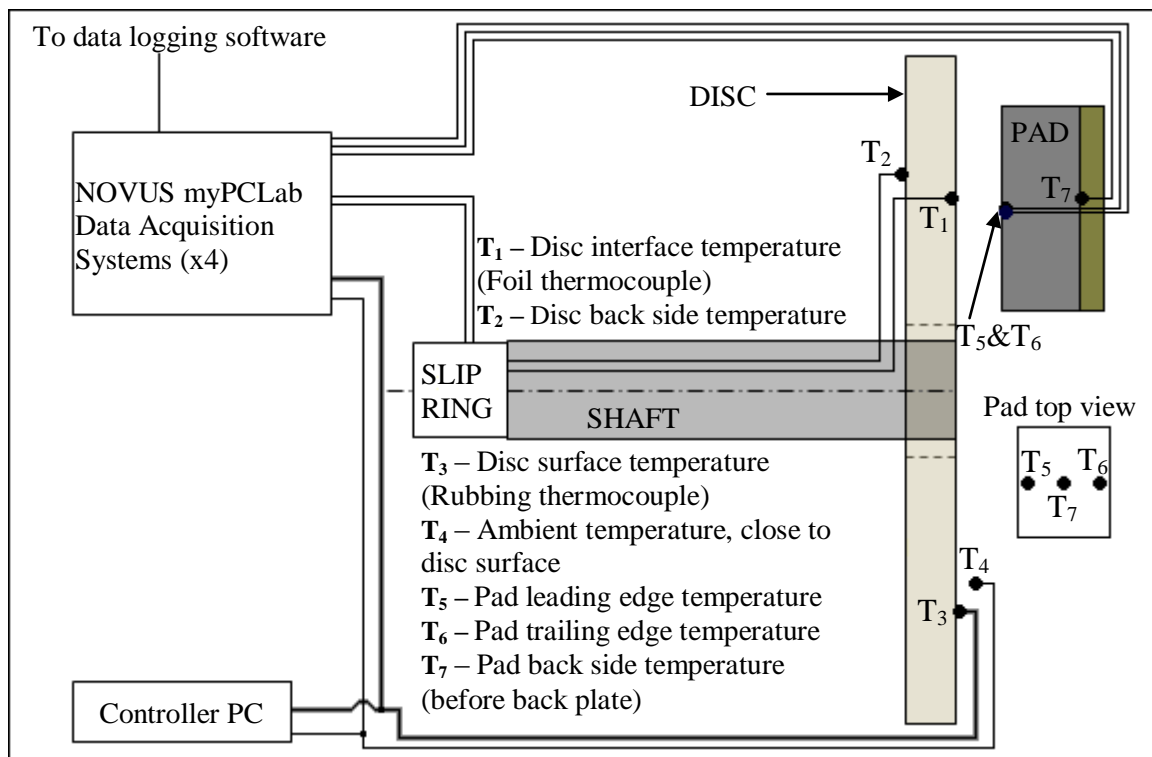 To data logging software
NOVUS myPCLab
Data Acquisition
Systems (x4)
DISC
PAD
T₂
T₁
T₇
T₅&T₆
T₁ – Disc interface temperature
(Foil thermocouple)
T₂ – Disc back side temperature
SLIP
RING
SHAFT
Pad top view
T₅
T₆
T₇
T₃ – Disc surface temperature
(Rubbing thermocouple)
T₄ – Ambient temperature, close to
disc surface
T₅ – Pad leading edge temperature
T₆ – Pad trailing edge temperature
T₇ – Pad back side temperature
(before back plate)
T₄
T₃
Controller PC